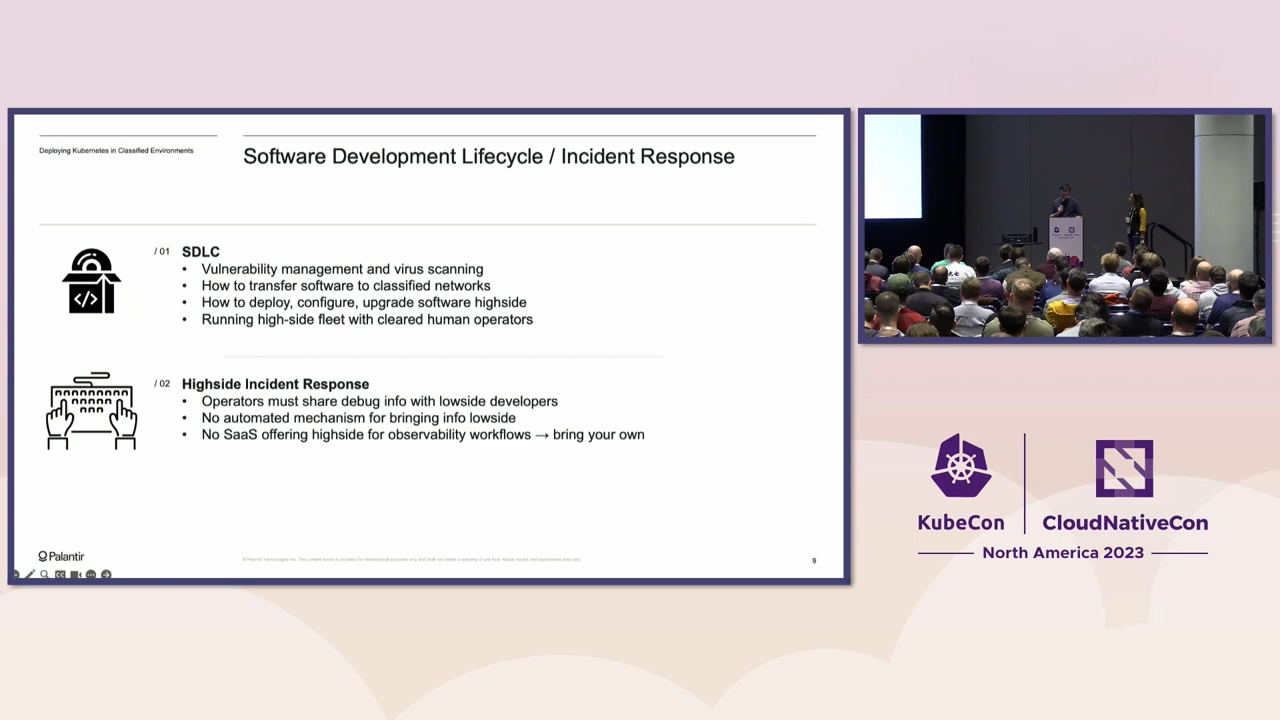 Deploying Kubernetes in Classified Environments
Software Development Lifecycle / Incident Response
/ 01 SDLC
• Vulnerability management and virus scanning
• How to transfer software to classified networks
• How to deploy, configure, upgrade software highside
• Running high-side fleet with cleared human operators
/ 02 Highside Incident Response
• Operators must share debug info with lowside developers
• No automated mechanism for bringing info lowside
• No SaaS offering highside for observability workflows → bring your own
Palantir
9
KubeCon
CloudNativeCon
North America 2023